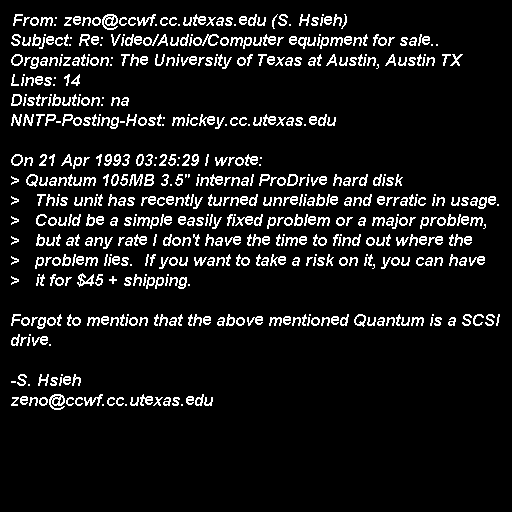 From: zeno@ccwf.cc.utexas.edu (S. Hsieh)
Subject: Re: Video/Audio/Computer equipment for sale..
Organization: The University of Texas at Austin, Austin TX
Lines: 14
Distribution: na
NNTP-Posting-Host: mickey.cc.utexas.edu

On 21 Apr 1993 03:25:29 I wrote:
> Quantum 105MB 3.5" internal ProDrive hard disk
>   This unit has recently turned unreliable and erratic in usage.
>   Could be a simple easily fixed problem or a major problem,
>   but at any rate I don't have the time to find out where the
>   problem lies.  If you want to take a risk on it, you can have
>   it for $45 + shipping.

Forgot to mention that the above mentioned Quantum is a SCSI
drive.

-S. Hsieh
zeno@ccwf.cc.utexas.edu